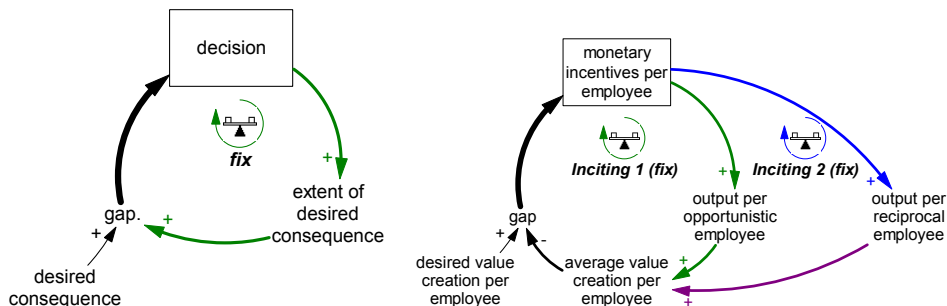 decision
+
fix
+
extent of
desired
consequence
gap.
+
+
desired
consequence
monetary
incentives per
employee
Inciting 1 (fix)
Inciting 2 (fix)
+
+
output per
opportunistic
employee
output per
reciprocal
employee
gap
+
-
desired value
creation per
employee
average value
creation per
employee
+
+